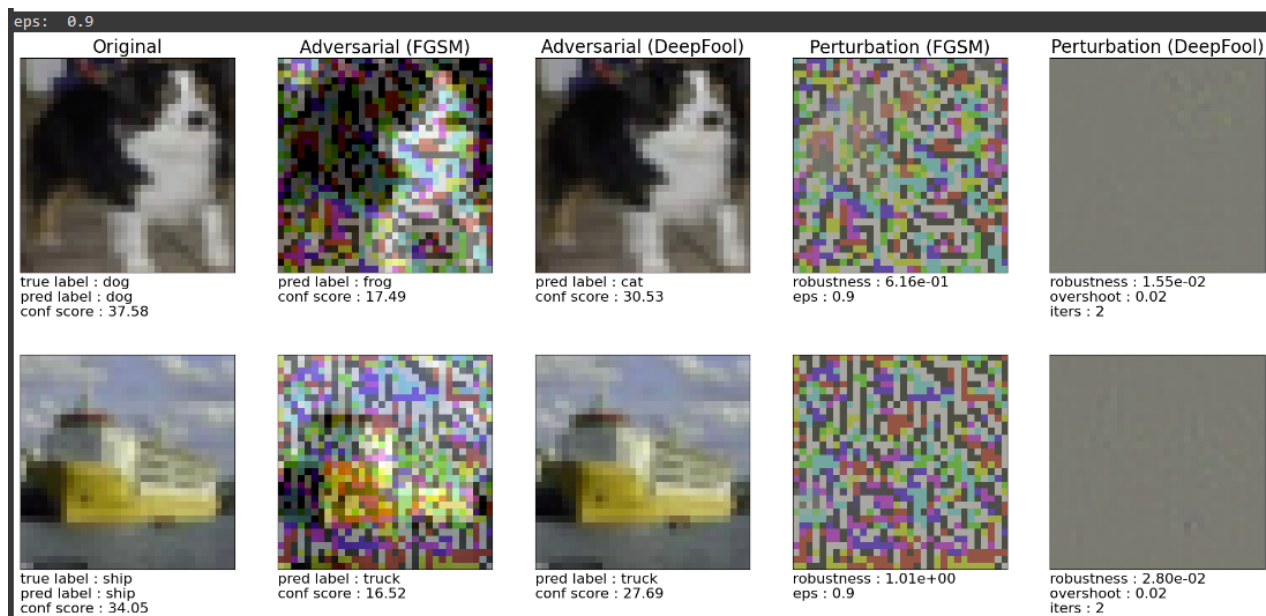 eps: 0.9
Original
Adversarial (FGSM)
Adversarial (DeepFool)
Perturbation (FGSM)
Perturbation (DeepFool)
true label : dog
pred label : dog
conf score : 37.58
pred label : frog
conf score : 17.49
pred label : cat
conf score : 30.53
robustness : 6.16e-01
eps : 0.9
robustness : 1.55e-02
overshoot : 0.02
iters : 2
true label : ship
pred label : ship
conf score : 34.05
pred label : truck
conf score : 16.52
pred label : truck
conf score : 27.69
robustness : 1.01e+00
eps : 0.9
robustness : 2.80e-02
overshoot : 0.02
iters : 2